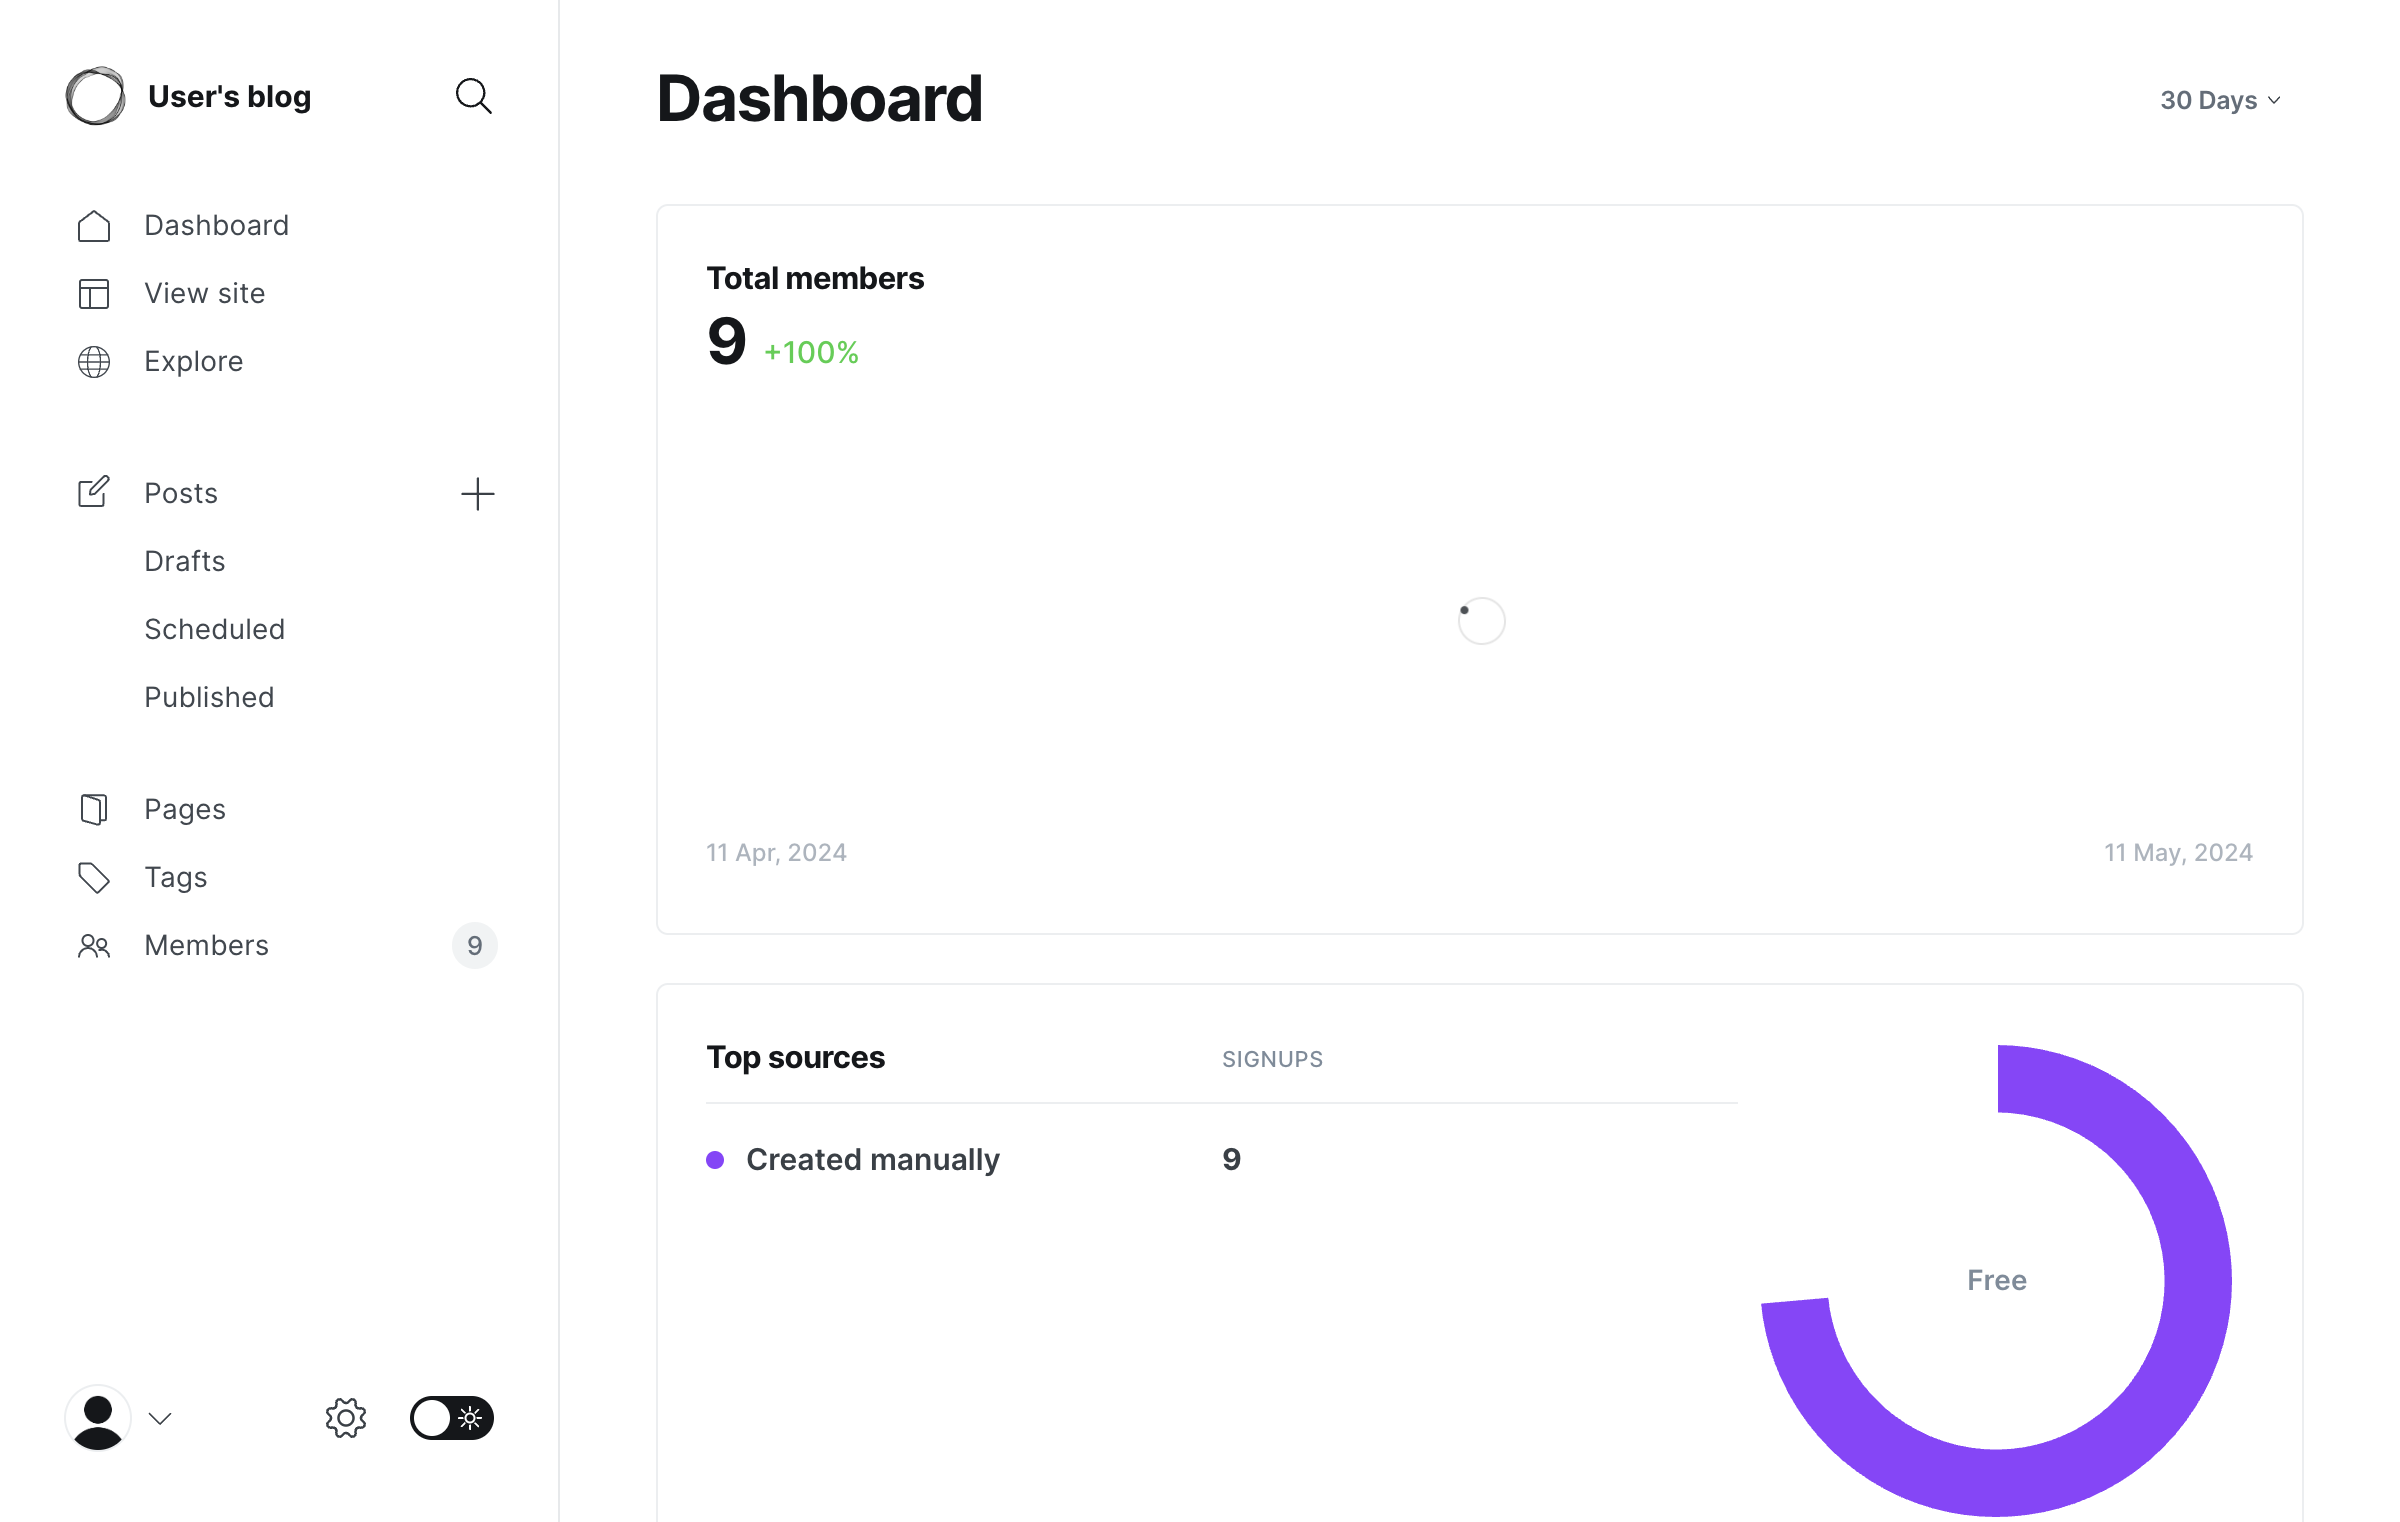 User's blog
Dashboard
View site
Explore
Posts
Drafts
Scheduled
Published
Pages
Tags
Members
9
Dashboard
30 Days
Total members
9 +100%
11 Apr, 2024
11 May, 2024
Top sources
SIGNUPS
Created manually
9
Free